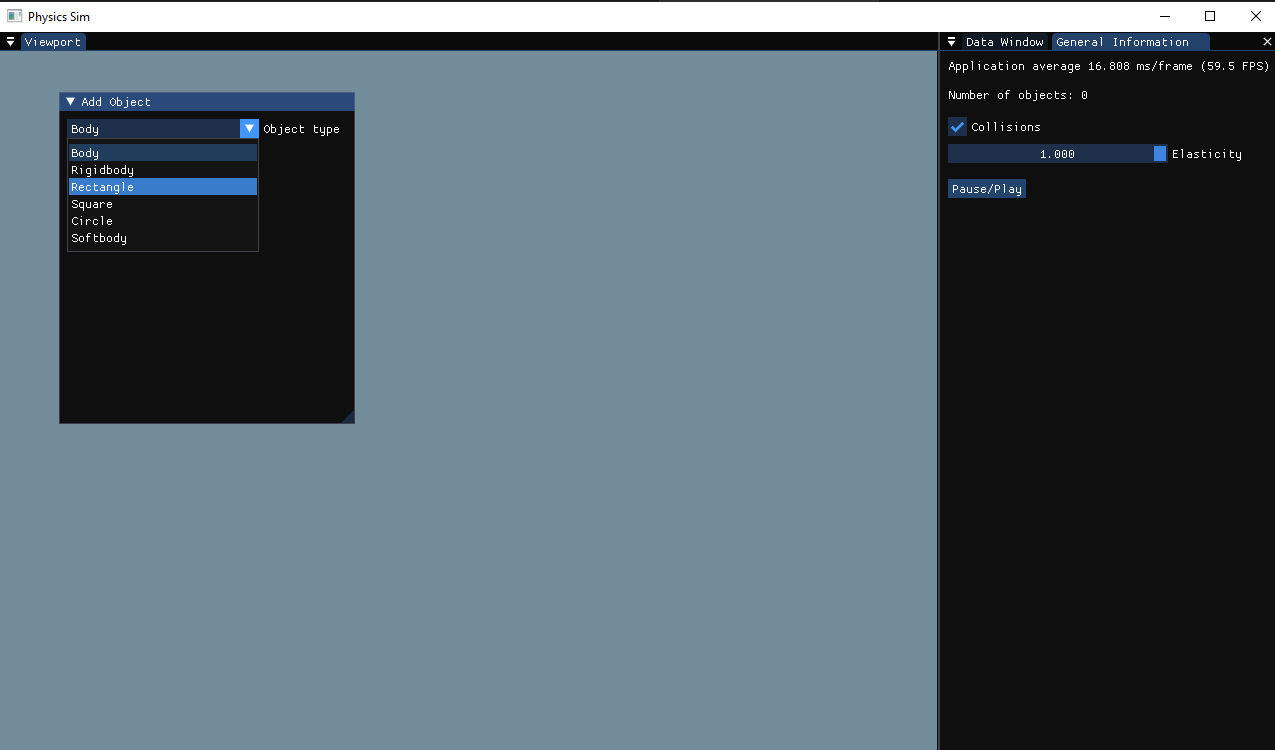 Physics Sim
Viewport
Data Window General Information
Add Object
Body Object type
Body
Rigidbody
Rectangle
Square
Circle
Softbody
Application average 16.808 ms/frame (59.5 FPS)
Number of objects: 0
Collisions
1.000 Elasticity
Pause/Play